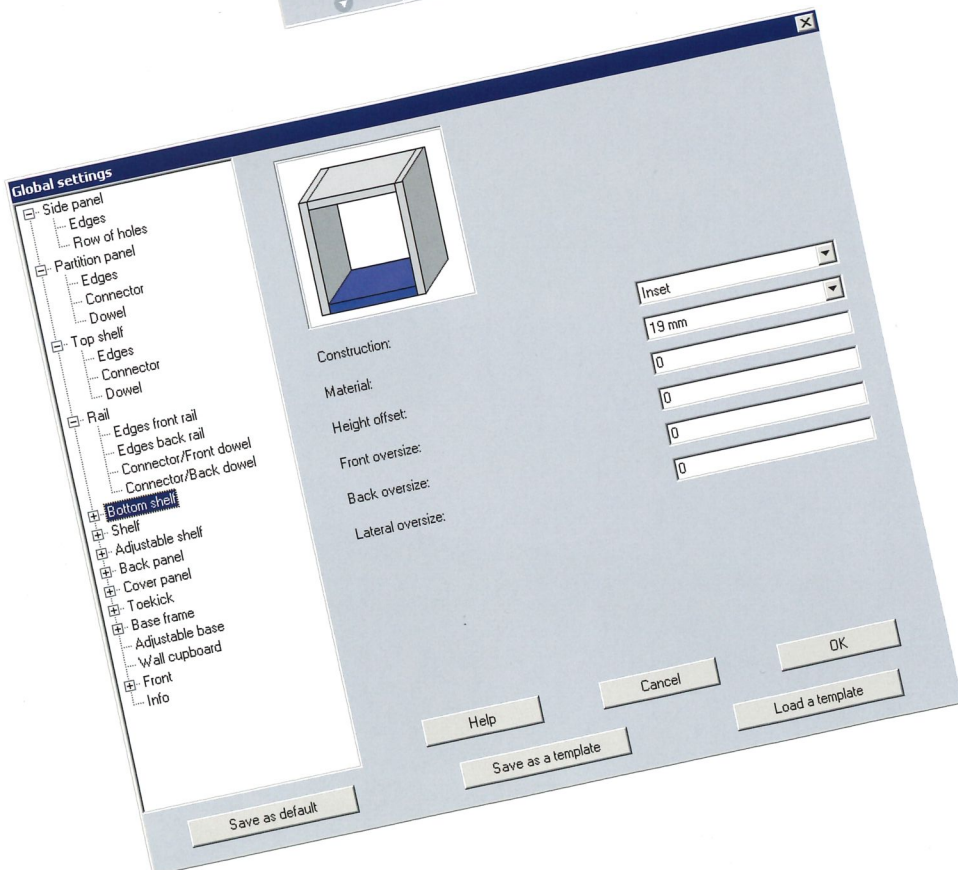 Global settings
Side panel
Edges
Row of holes
Partition panel
Edges
Connector
Dowel
Top shelf
Edges
Connector
Dowel
Rail
Edges front rail
Edges back rail
Connector/Front dowel
Connector/Back dowel
Bottom shelf
Shelf
Adjustable shelf
Back panel
Cover panel
Toekick
Base frame
Adjustable base
Wall cupboard
Front
Info
Construction:
Inset
Material:
19 mm
Height offset:
0
Front oversize:
0
Back oversize:
0
Lateral oversize:
0
Help
Cancel
OK
Save as default
Save as a template
Load a template